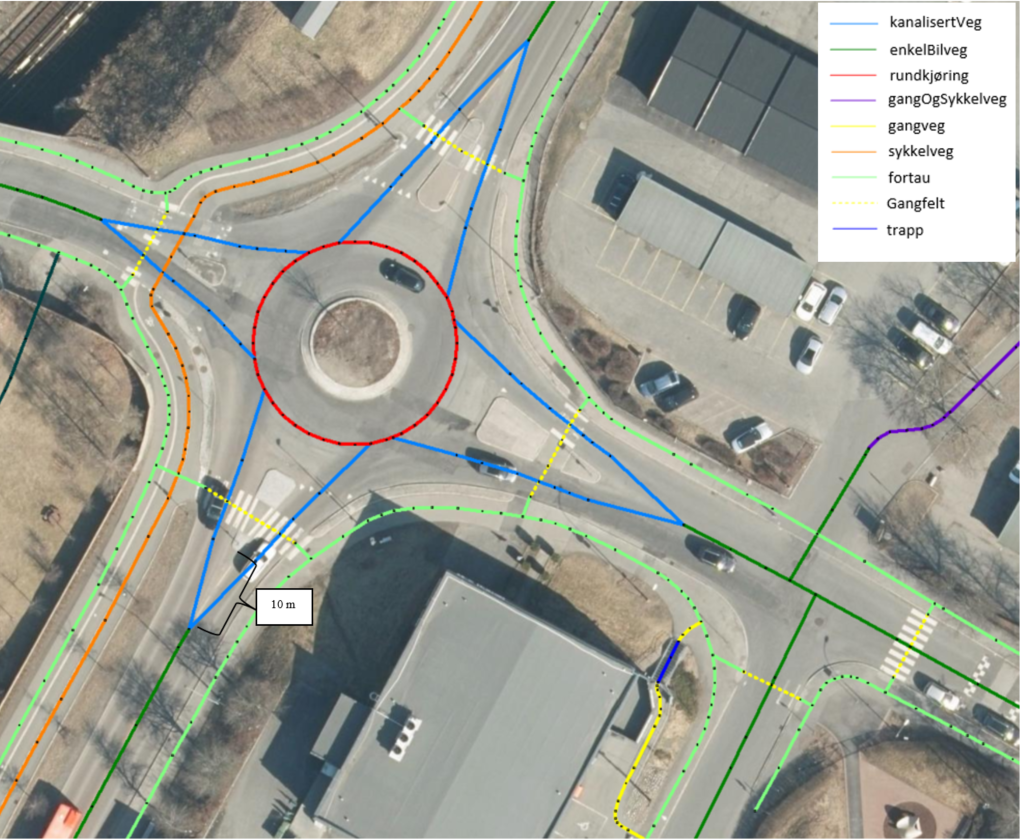 kanalisertVeg
enkelBilveg
rundkjøring
gangOgSykkelveg
gangveg
sykkelveg
fortau
Gangfelt
trapp
10 m